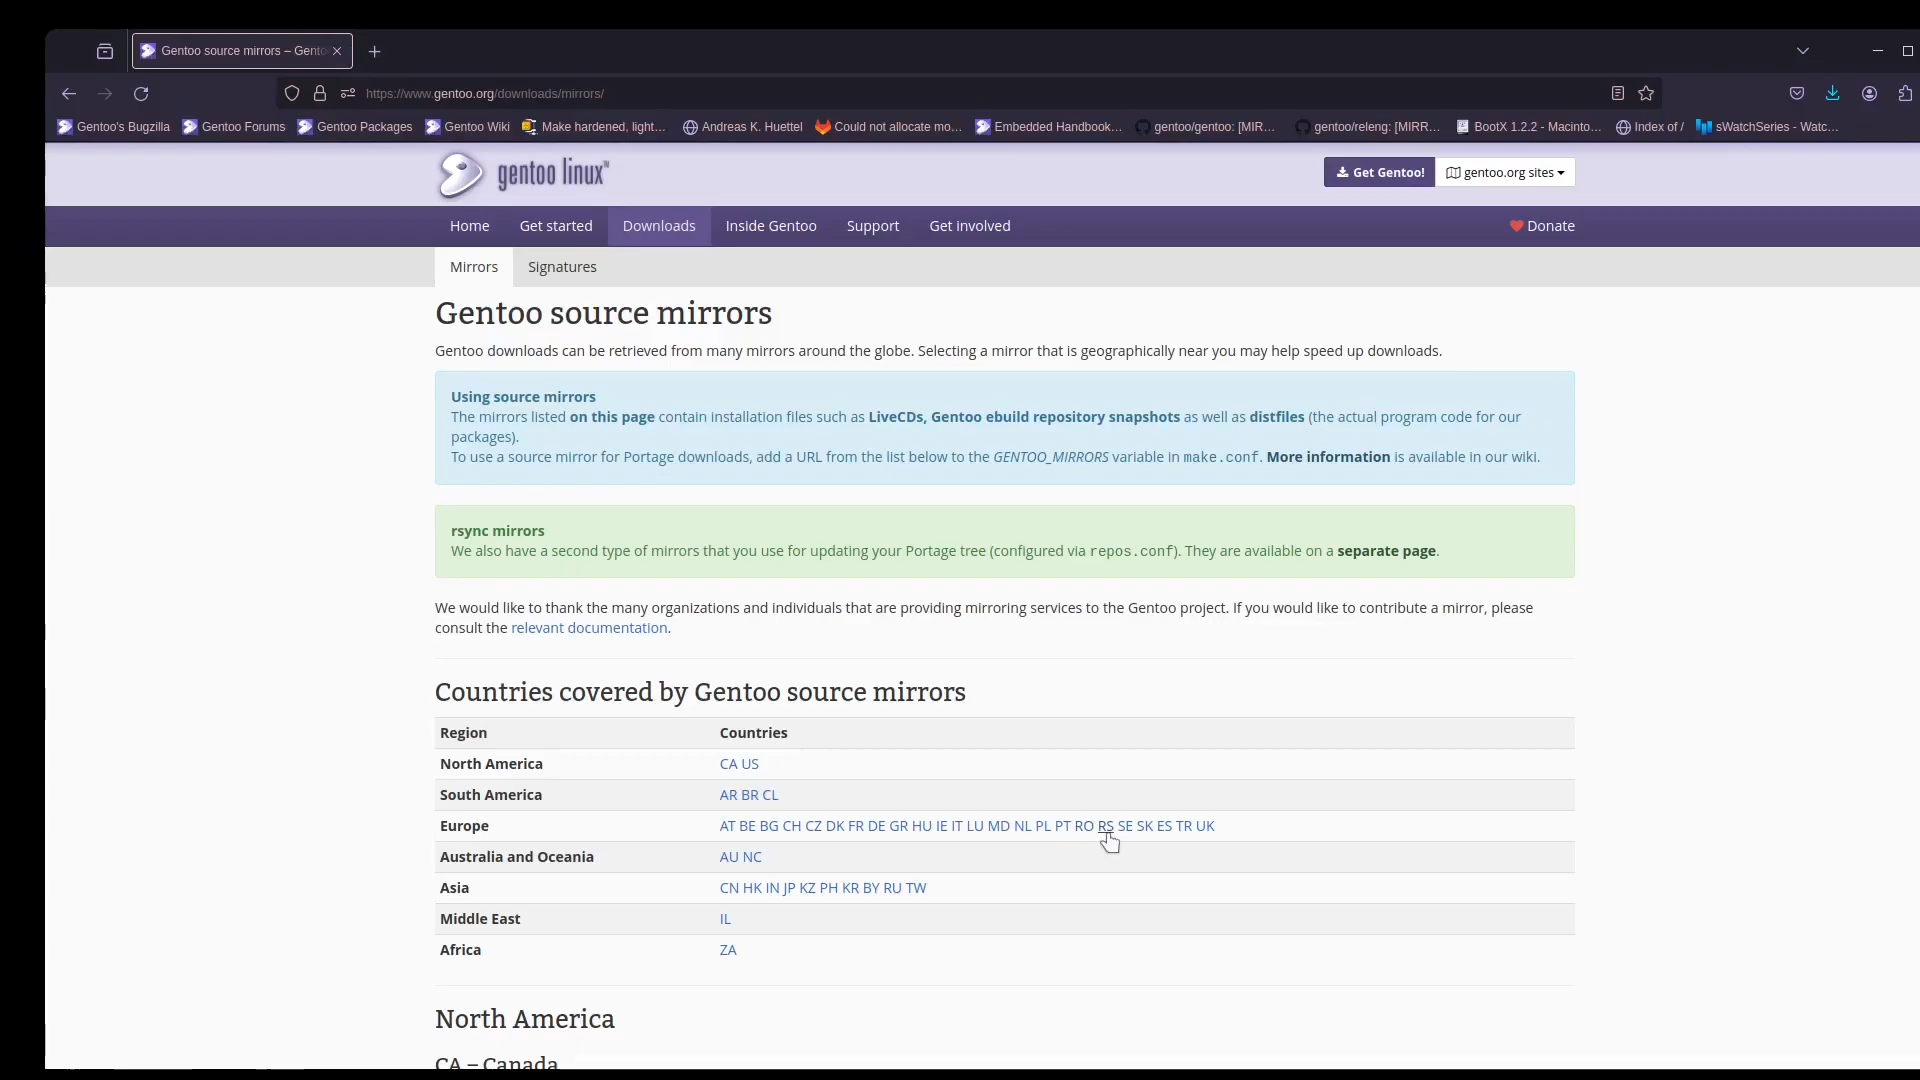 Gentoo source mirrors – Gento
https://www.gentoo.org/downloads/mirrors/
Gentoo's Bugzilla Gentoo Forums Gentoo Packages Gentoo Wiki Make hardened, light… Andreas K. Huettel Could not allocate mo… Embedded Handbook… gentoo/gentoo: [MIR… gentoo/releng: [MIRR… BootX 1.2.2 - Macinto… Index of / sWatchSeries - Watc…
gentoo linux™
Get Gentoo! gentoo.org sites
Home Get started Downloads Inside Gentoo Support Get involved Donate
Mirrors Signatures
Gentoo source mirrors
Gentoo downloads can be retrieved from many mirrors around the globe. Selecting a mirror that is geographically near you may help speed up downloads.
Using source mirrors
The mirrors listed on this page contain installation files such as LiveCDs, Gentoo ebuild repository snapshots as well as distfiles (the actual program code for our
packages).
To use a source mirror for Portage downloads, add a URL from the list below to the GENTOO_MIRRORS variable in make.conf. More information is available in our wiki.
rsync mirrors
We also have a second type of mirrors that you use for updating your Portage tree (configured via repos.conf). They are available on a separate page.
We would like to thank the many organizations and individuals that are providing mirroring services to the Gentoo project. If you would like to contribute a mirror, please
consult the relevant documentation.
Countries covered by Gentoo source mirrors
Region Countries
North America CA US
South America AR BR CL
Europe AT BE BG CH CZ DK FR DE GR HU IE IT LU MD NL PL PT RO RS SE SK ES TR UK
Australia and Oceania AU NC
Asia CN HK IN JP KZ PH KR BY RU TW
Middle East IL
Africa ZA
North America
CA – Canada